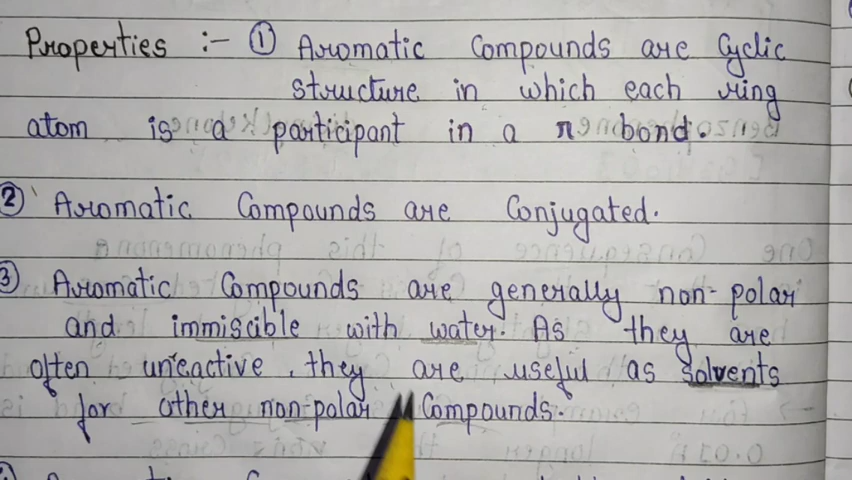 Properties :- ① Aromatic Compounds are Cyclic
structure in which each ring
atom is a participant in a π bond.
② Aromatic Compounds are Conjugated.
③ Aromatic Compounds are generally non-polar
and immiscible with water. As they are
often unreactive, they are useful as solvents
for other non-polar Compounds.